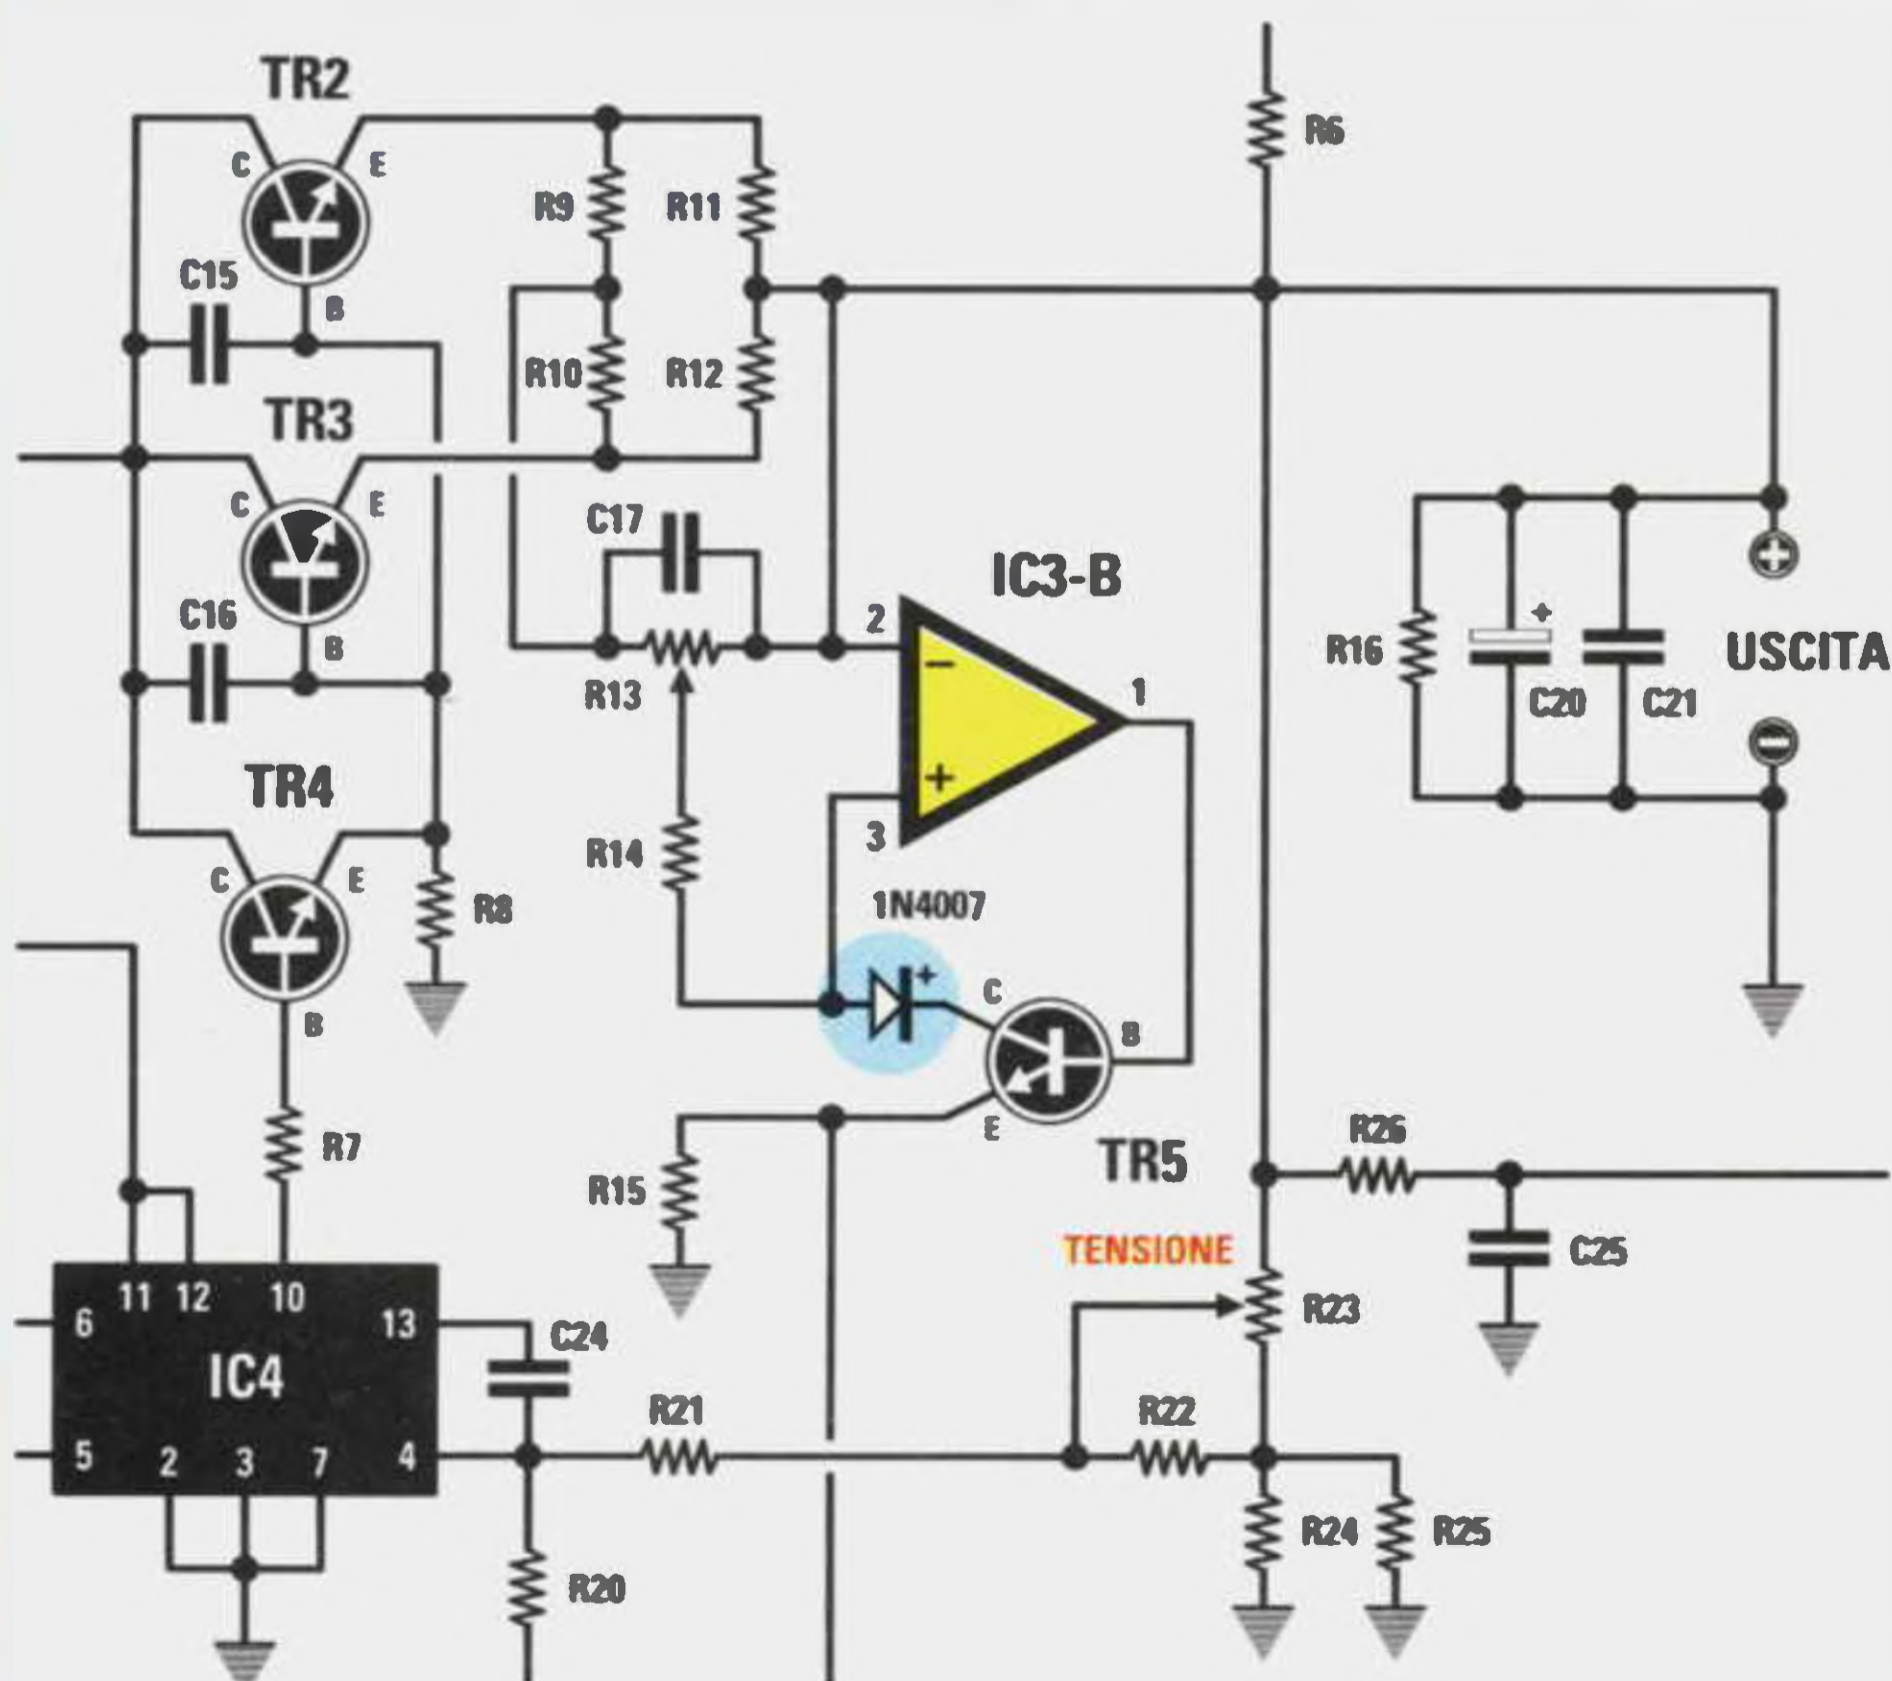 TR2
R6
C
E
R9
R11
C15
B
R10
R12
TR3
C17
C
E
IC3-B
C16
2
+
B
−
R16
USCITA
R13
1
C20
C21
TR4
+
3
R14
C
E
1N4007
R8
+
C
B
B
E
R26
R7
TR5
R15
TENSIONE
C25
11
12
10
6
13
R23
C24
IC4
R21
R22
5
2
3
7
4
R24
R25
R20